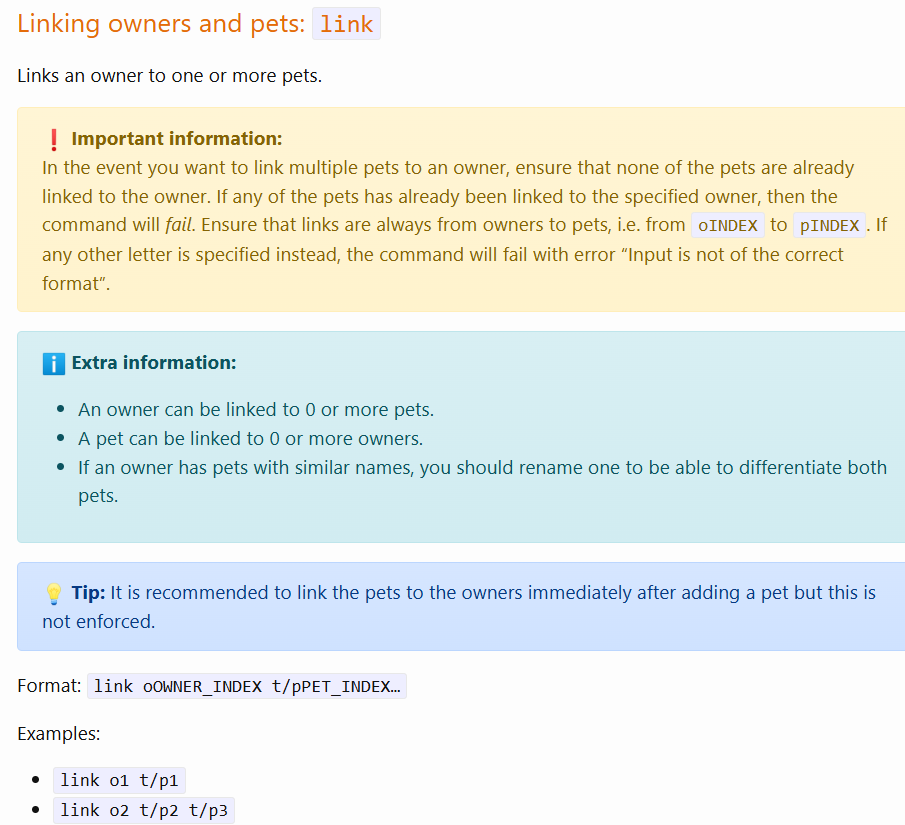 Linking owners and pets: link
Links an owner to one or more pets.
❗ Important information:
In the event you want to link multiple pets to an owner, ensure that none of the pets are already
linked to the owner. If any of the pets has already been linked to the specified owner, then the
command will fail. Ensure that links are always from owners to pets, i.e. from oINDEX to pINDEX. If
any other letter is specified instead, the command will fail with error “Input is not of the correct
format”.
ℹ️ Extra information:
• An owner can be linked to 0 or more pets.
• A pet can be linked to 0 or more owners.
• If an owner has pets with similar names, you should rename one to be able to differentiate both
pets.
💡 Tip: It is recommended to link the pets to the owners immediately after adding a pet but this is
not enforced.
Format: link oOWNER_INDEX t/pPET_INDEX…
Examples:
• link o1 t/p1
• link o2 t/p2 t/p3